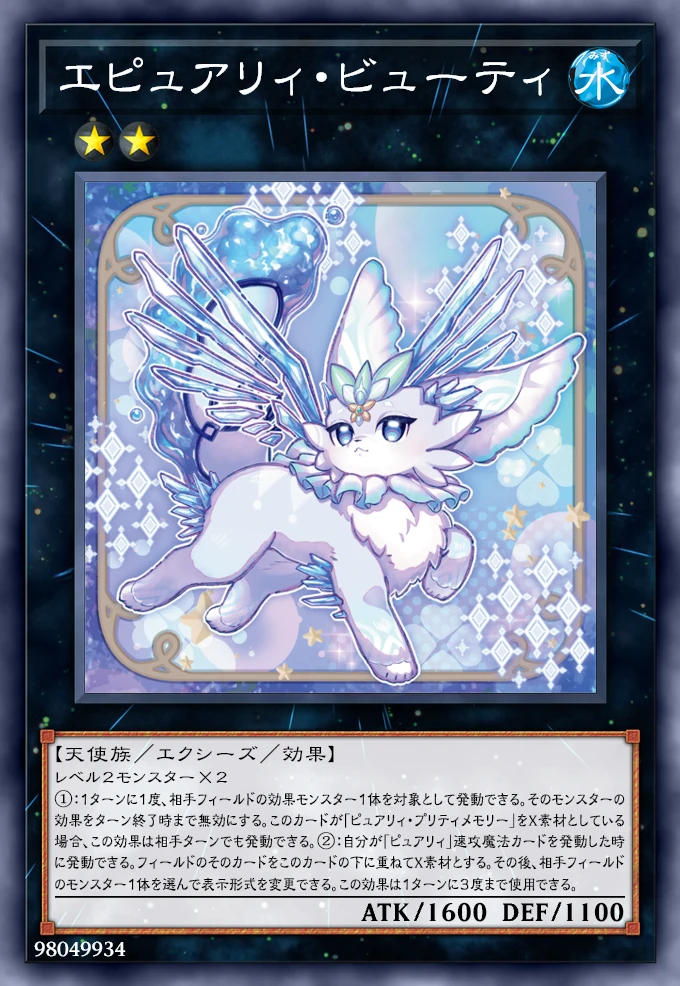 エピュアリィ・ビューティ
みず
水
【天使族／エクシーズ／効果】
レベル２モンスター×２
①：1ターンに1度、相手フィールドの効果モンスター1体を対象として発動できる。そのモンスターの
効果をターン終了時まで無効にする。このカードが「ピュアリィ・プリティメモリー」をX素材としている
場合、この効果は相手ターンでも発動できる。②：自分が「ピュアリィ」速攻魔法カードを発動した時
に発動できる。フィールドのそのカードをこのカードの下に重ねてX素材とする。その後、相手フィールド
のモンスター1体を選んで表示形式を変更できる。この効果は1ターンに3度まで使用できる。
ATK/1600 DEF/1100
98049934